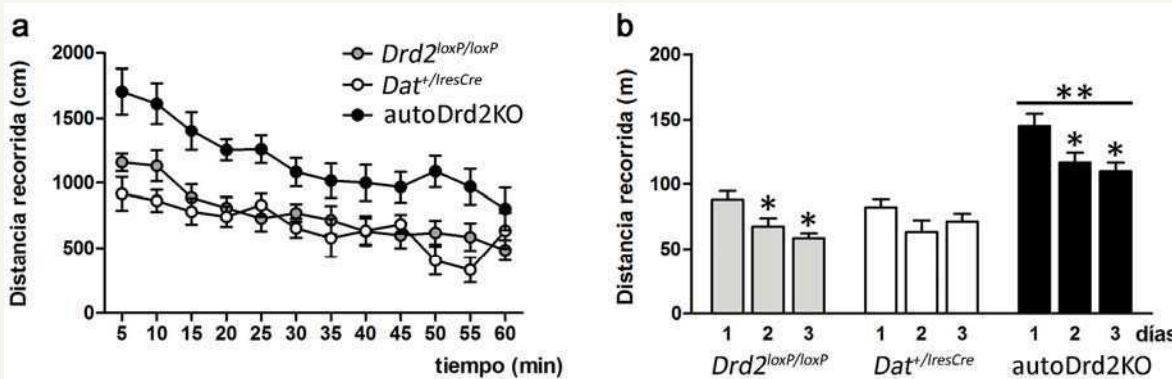 a
Distancia recorrida (cm)
2000
1500
1000
500
0
Drd2loxP/loxP
Dat+/IresCre
autoDrd2KO
5 10 15 20 25 30 35 40 45 50 55 60
tiempo (min)
b
Distancia recorrida (m)
200
150
100
50
0
* *
* *
**
1 2 3 1 2 3 1 2 3 días
Drd2loxP/loxP Dat+/IresCre autoDrd2KO